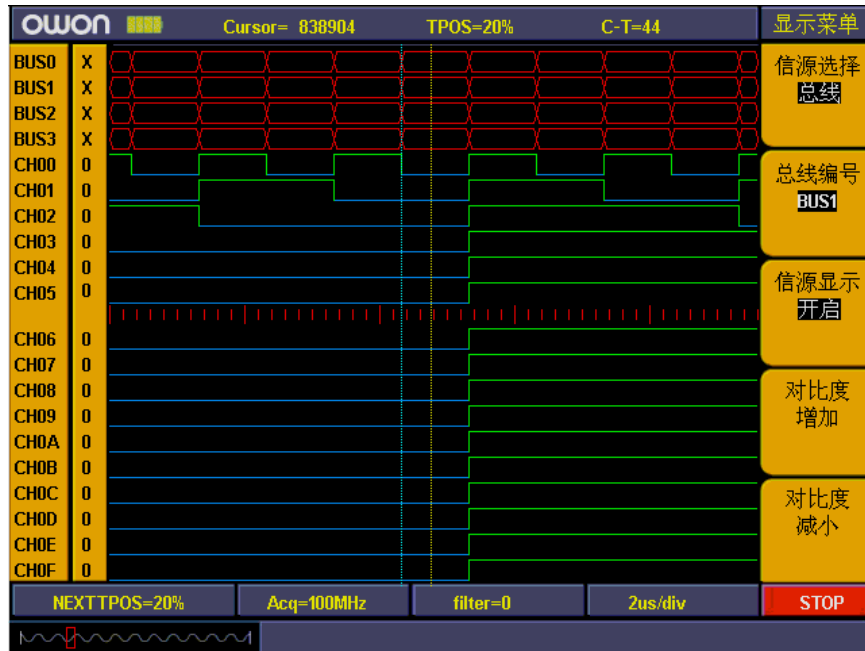 owon Cursor= 838904 TPOS=20% C-T=44 显示菜单
BUS0 X
BUS1 X
BUS2 X
BUS3 X
CH00 0
CH01 0
CH02 0
CH03 0
CH04 0
CH05 0
CH06 0
CH07 0
CH08 0
CH09 0
CH0A 0
CH0B 0
CH0C 0
CH0D 0
CH0E 0
CH0F 0
信源选择
总线
总线编号
BUS1
信源显示
开启
对比度
增加
对比度
减小
NEXTTPOS=20% Acq=100MHz filter=0 2us/div STOP